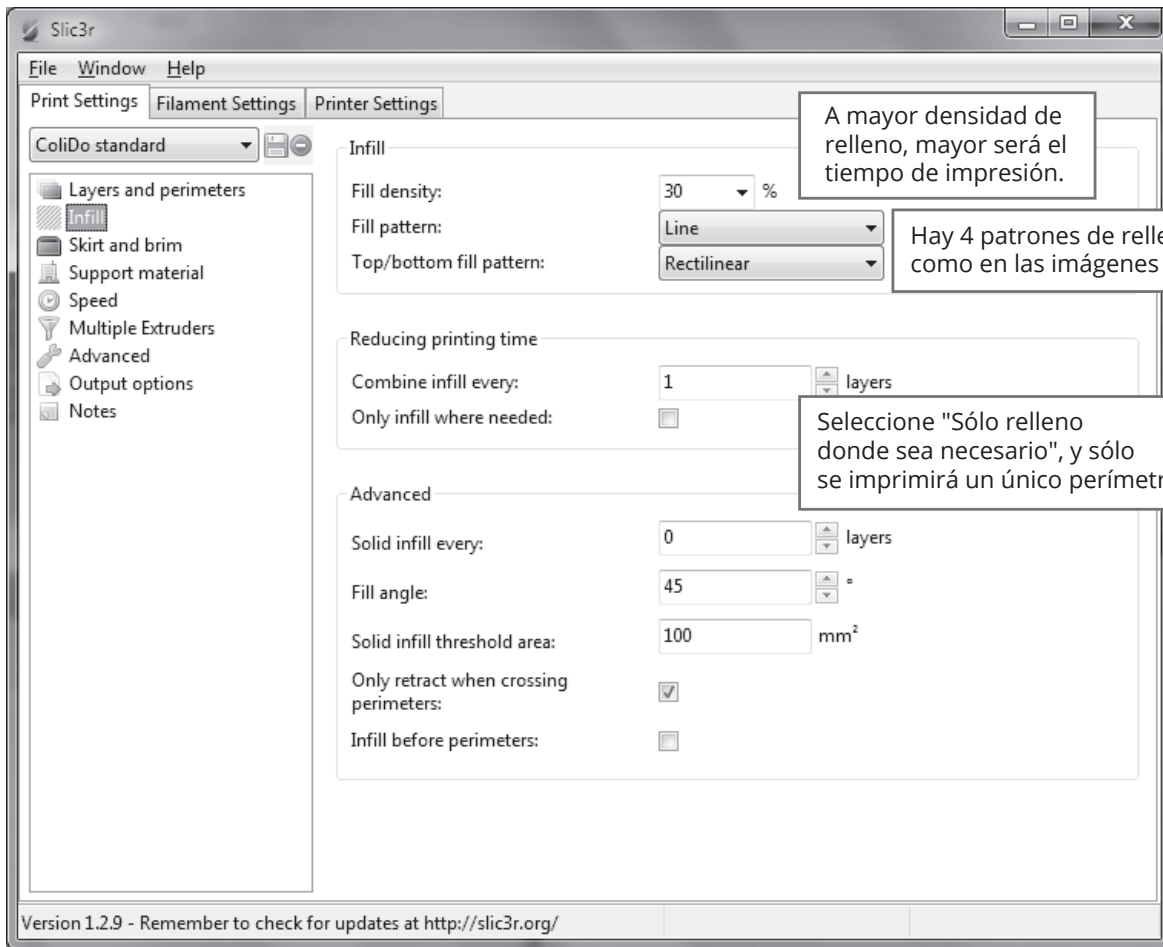 Slic3r
File Window Help
Print Settings Filament Settings Printer Settings
ColiDo standard
Layers and perimeters
Infill
Skirt and brim
Support material
Speed
Multiple Extruders
Advanced
Output options
Notes
Infill
Fill density: 30 %
Fill pattern: Line
Top/bottom fill pattern: Rectilinear
A mayor densidad de
relleno, mayor será el
tiempo de impresión.
Hay 4 patrones de
como en las imágenes
Reducing printing time
Combine infill every: 1 layers
Only infill where needed:
Seleccione "Sólo relleno
donde sea necesario", y sólo
se imprimirá un único
Advanced
Solid infill every: 0 layers
Fill angle: 45 °
Solid infill threshold area: 100 mm²
Only retract when crossing
perimeters:
Infill before perimeters:
Version 1.2.9 - Remember to check for updates at http://slic3r.org/